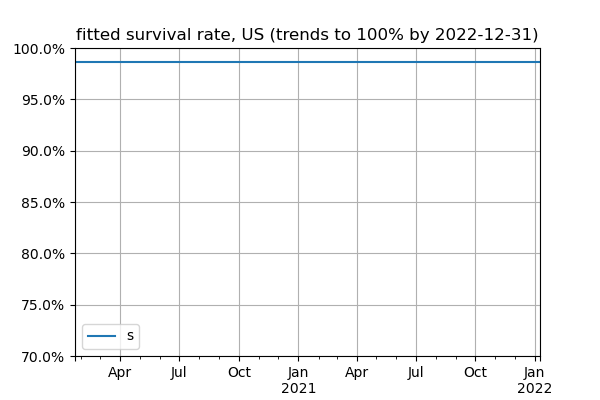 fitted survival rate, US (trends to 100% by 2022-12-31)
100.0%
95.0%
90.0%
85.0%
80.0%
75.0%
70.0%
s
Apr Jul Oct Jan Apr Jul Oct Jan
2021 2022